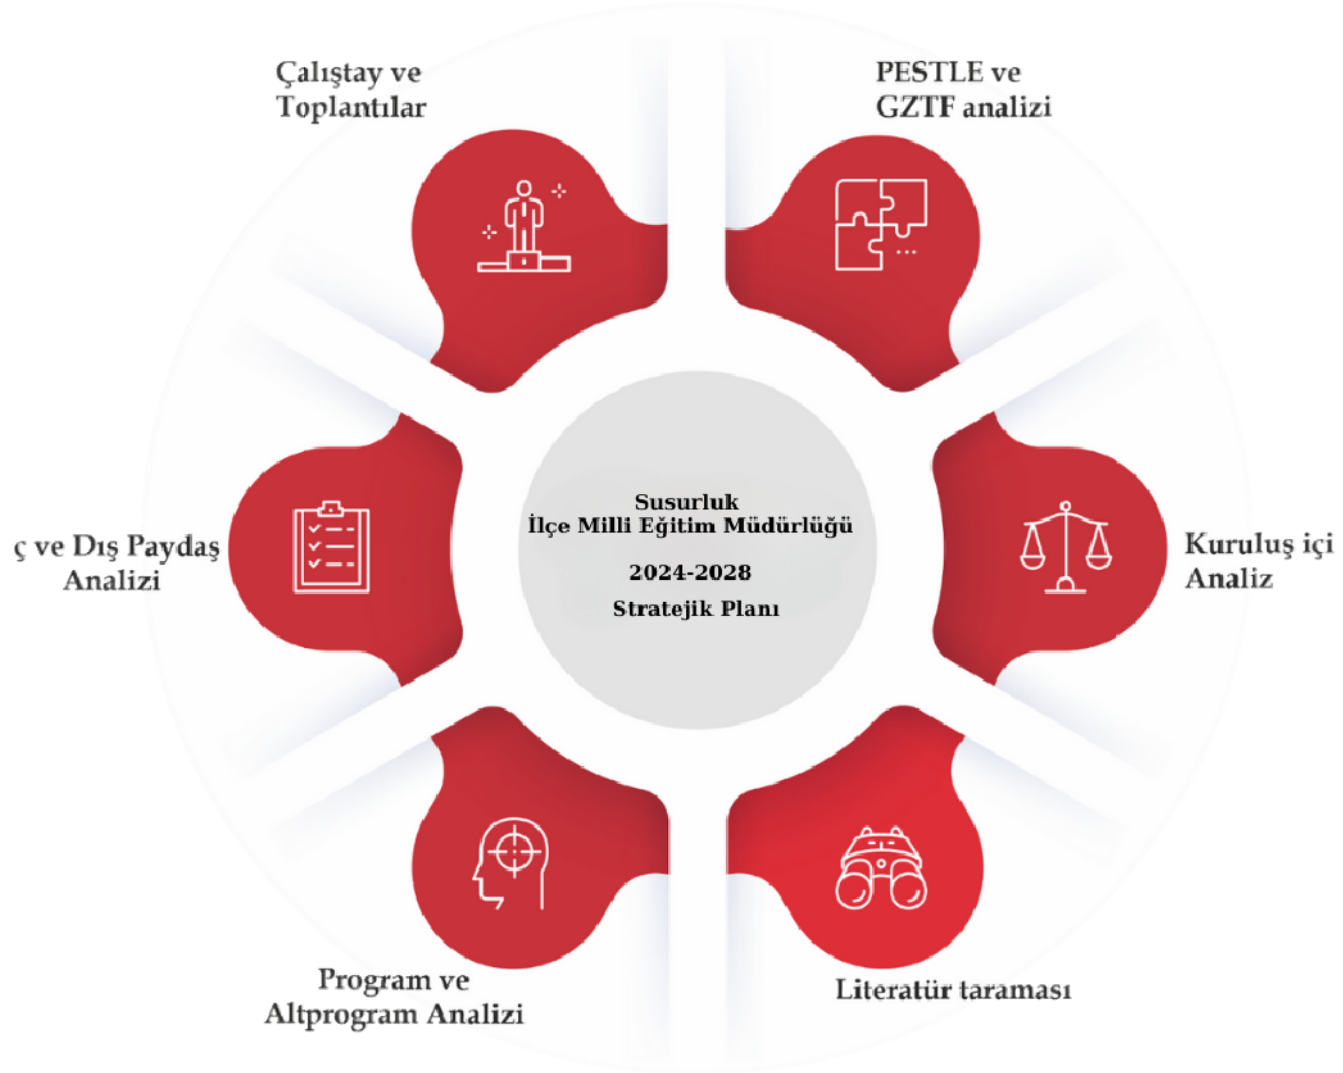 Çalıştay ve
Toplantılar
PESTLE ve
GZTF analizi
ç ve Dış Paydaş
Analizi
Susurluk
İlçe Milli Eğitim Müdürlüğü
2024-2028
Stratejik Planı
Kuruluş içi
Analiz
Program ve
Altprogram Analizi
Literatür taraması